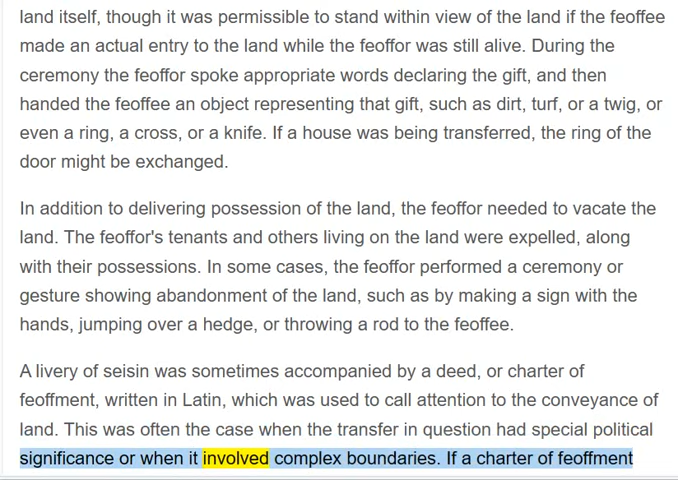 land itself, though it was permissible to stand within view of the land if the feoffee
made an actual entry to the land while the feoffor was still alive. During the
ceremony the feoffor spoke appropriate words declaring the gift, and then
handed the feoffee an object representing that gift, such as dirt, turf, or a twig, or
even a ring, a cross, or a knife. If a house was being transferred, the ring of the
door might be exchanged.
In addition to delivering possession of the land, the feoffor needed to vacate the
land. The feoffor's tenants and others living on the land were expelled, along
with their possessions. In some cases, the feoffor performed a ceremony or
gesture showing abandonment of the land, such as by making a sign with the
hands, jumping over a hedge, or throwing a rod to the feoffee.
A livery of seisin was sometimes accompanied by a deed, or charter of
feoffment, written in Latin, which was used to call attention to the conveyance of
land. This was often the case when the transfer in question had special political
significance or when it involved complex boundaries. If a charter of feoffment